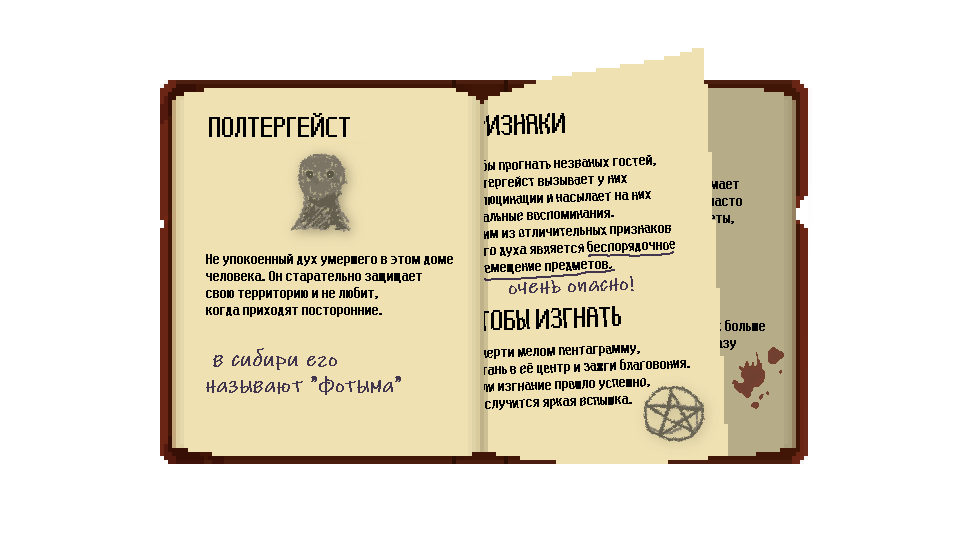 ПОЛТЕРГЕЙСТ
Не упокоенный дух умершего в этом доме
человека. Он старательно защищает
свою территорию и не любит,
когда приходят посторонние.
в сибири его
называют "Фотыма"
ИЗНАКИ
бы прогнать незваных гостей,
тергейст вызывает у них
люцинации и насылает на них
альные воспоминания.
им из отличительных признаков
го духа является беспорядочное
емещение предметов.
очень опасно!
ТОБЫ ИЗГНАТЬ
черти мелом пентаграмму,
тань в её центр и зажги благовония.
ли изгнание прошло успешно,
случится яркая вспышка.
мает
часто
рты,
больше
азу